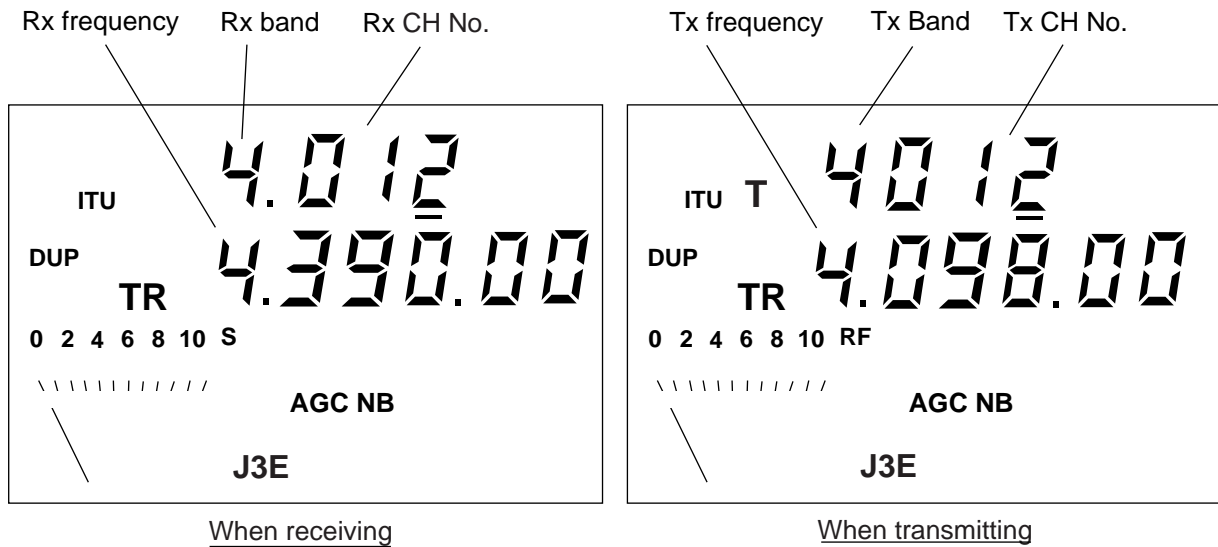 Rx frequency Rx band Rx CH No.
4.012
ITU
4.390.00
DUP
TR
0 2 4 6 8 10 S
AGC NB
J3E
When receiving
Tx frequency Tx Band Tx CH No.
4012
ITU T
4.098.00
DUP
TR
0 2 4 6 8 10 RF
AGC NB
J3E
When transmitting